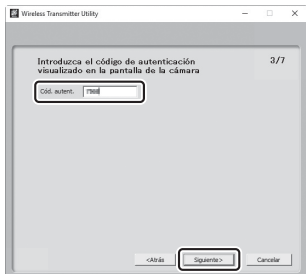 Wireless Transmitter Utility
Introduzca el código de autenticación
visualizado en la pantalla de la cámara
3/7
Cód. autent.
<Atrás
Siguiente>
Cancelar